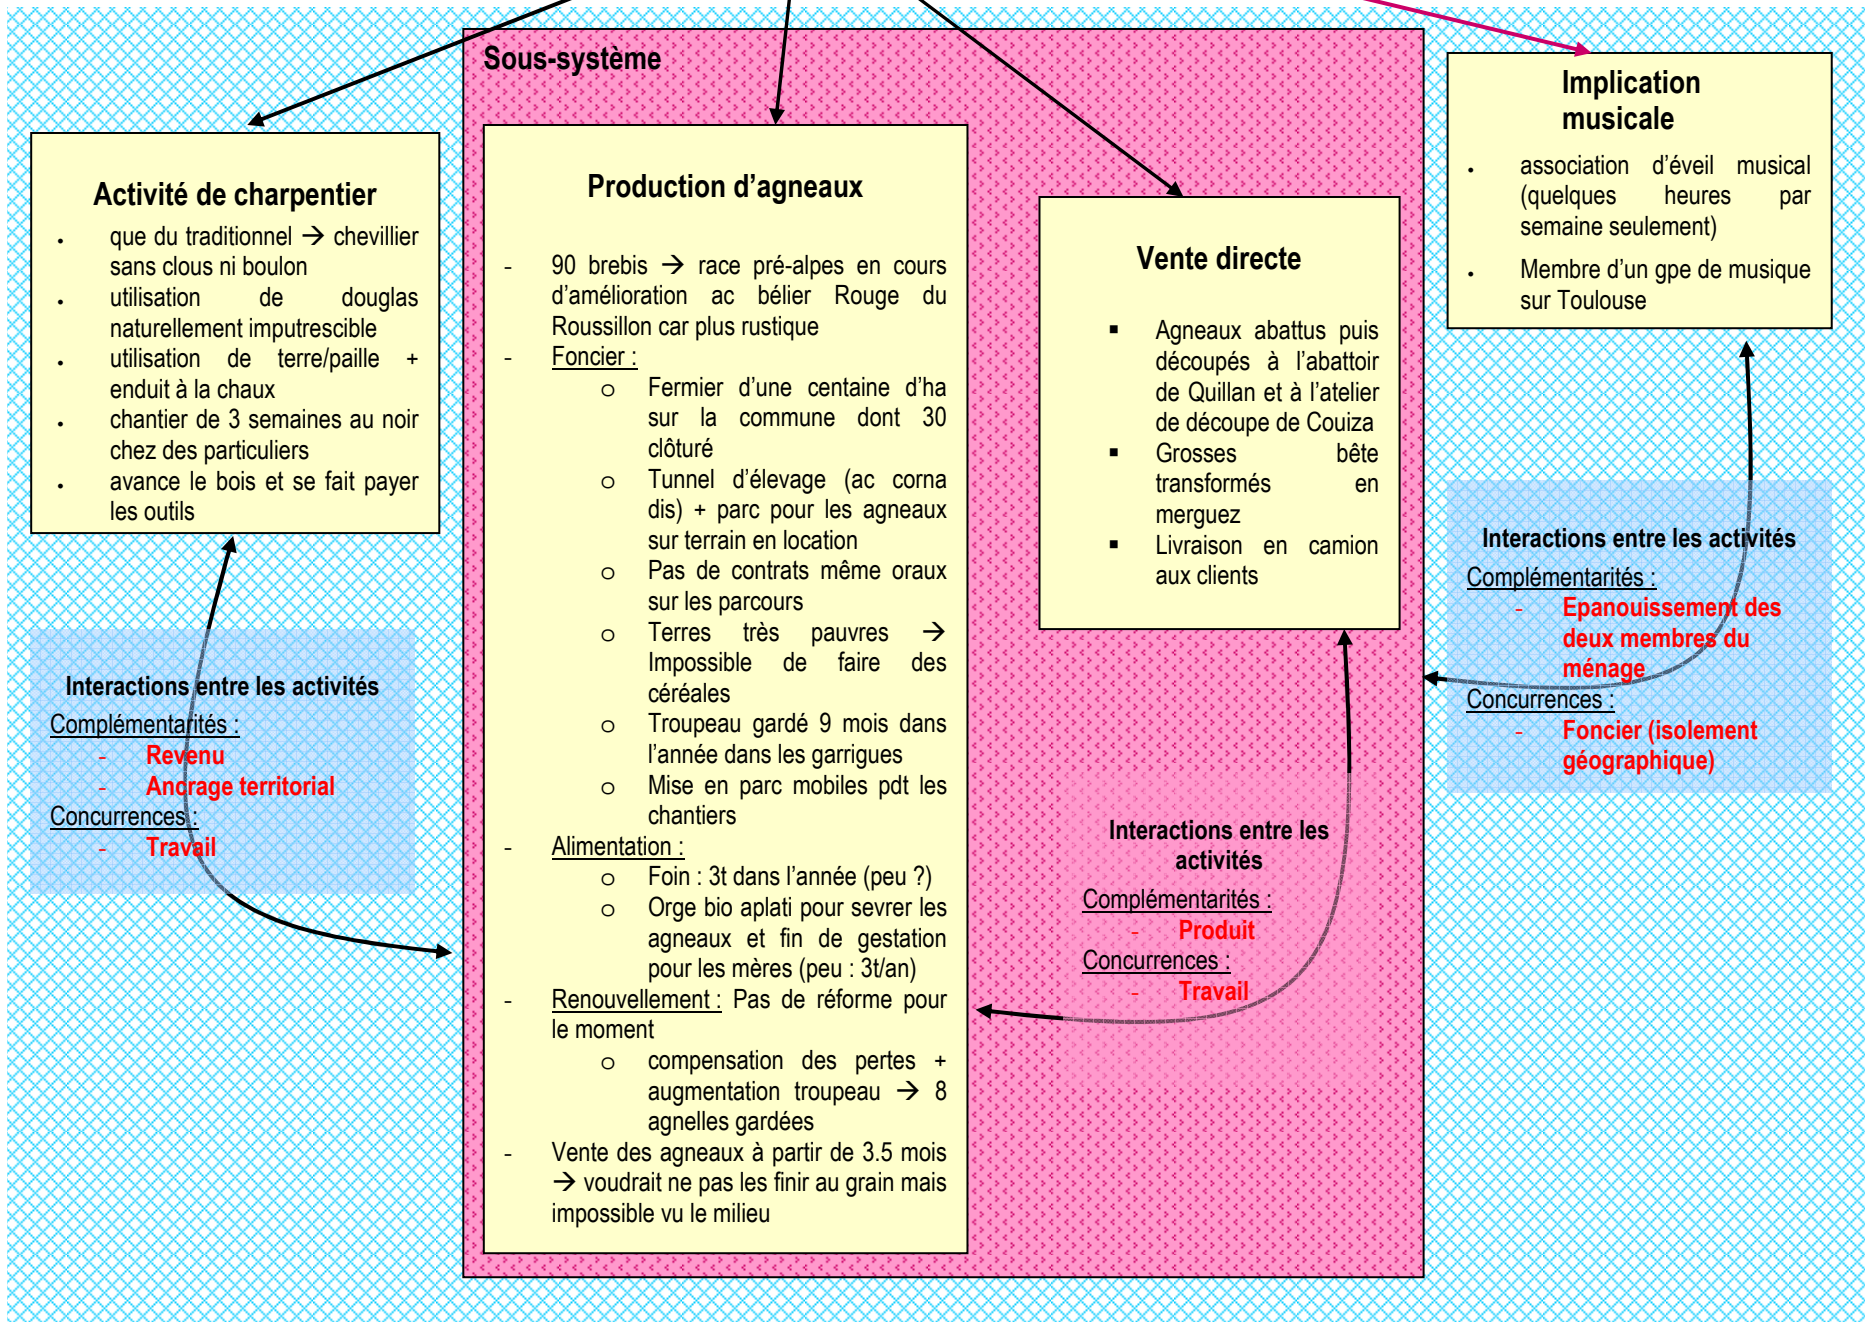 Sous-système
Activité de charpentier
. que du traditionnel → chevillier
sans clous ni boulon
. utilisation de douglas
naturellement imputrescible
. utilisation de terre/paille +
enduit à la chaux
. chantier de 3 semaines au noir
chez des particuliers
. avance le bois et se fait payer
les outils
Interactions entre les activités
Complémentarités :
- Revenu
- Ancrage territorial
Concurrences :
- Travail
Production d’agneaux
- 90 brebis → race pré-alpes en cours
d’amélioration ac bélier Rouge du
Roussillon car plus rustique
- Foncier :
o Fermier d’une centaine d’ha
sur la commune dont 30
clôturé
o Tunnel d’élevage (ac corna
dis) + parc pour les agneaux
sur terrain en location
o Pas de contrats même oraux
sur les parcours
o Terres très pauvres →
Impossible de faire des
céréales
o Troupeau gardé 9 mois dans
l’année dans les garrigues
o Mise en parc mobiles pdt les
chantiers
- Alimentation :
o Foin : 3t dans l’année (peu ?)
o Orge bio aplati pour sevrer les
agneaux et fin de gestation
pour les mères (peu : 3t/an)
- Renouvellement : Pas de réforme pour
le moment
o compensation des pertes +
augmentation troupeau → 8
agnelles gardées
- Vente des agneaux à partir de 3.5 mois
→ voudrait ne pas les finir au grain mais
impossible vu le milieu
Vente directe
▪ Agneaux abattus puis
découpés à l’abattoir
de Quillan et à l’atelier
de découpe de Couiza
▪ Grosses bête
transformés en
merguez
▪ Livraison en camion
aux clients
Interactions entre les
activités
Complémentarités :
- Produit
Concurrences :
- Travail
Implication
musicale
. association d’éveil musical
(quelques heures par
semaine seulement)
. Membre d’un gpe de musique
sur Toulouse
Interactions entre les activités
Complémentarités :
- Epanouissement des
deux membres du
ménage
Concurrences :
- Foncier (isolement
géographique)